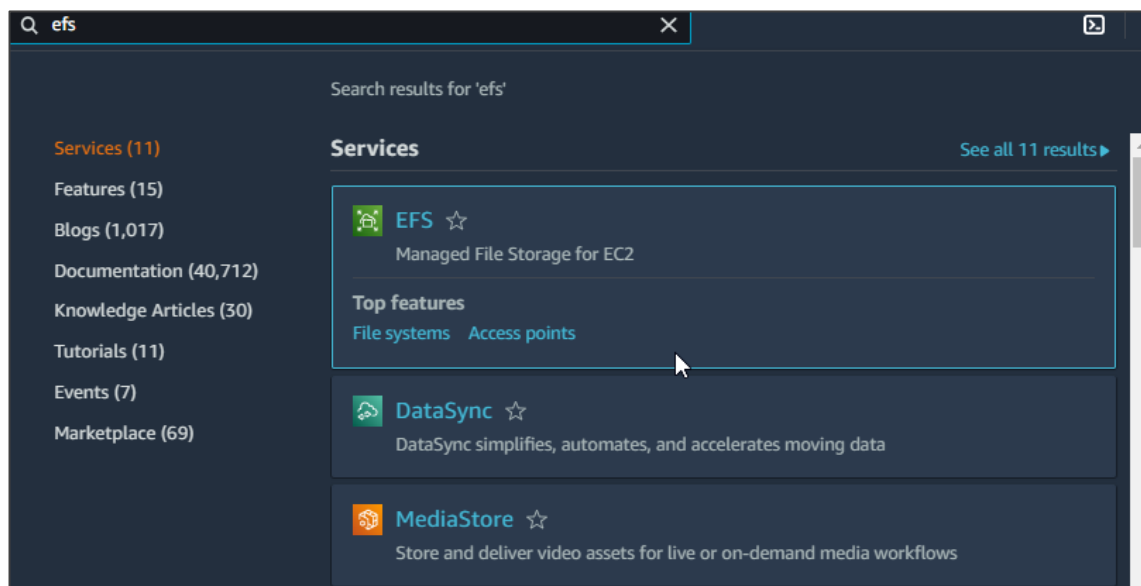 efs
Search results for 'efs'
Services (11)
Features (15)
Blogs (1,017)
Documentation (40,712)
Knowledge Articles (30)
Tutorials (11)
Events (7)
Marketplace (69)
Services
See all 11 results
EFS
Managed File Storage for EC2
Top features
File systems Access points
DataSync
DataSync simplifies, automates, and accelerates moving data
MediaStore
Store and deliver video assets for live or on-demand media workflows